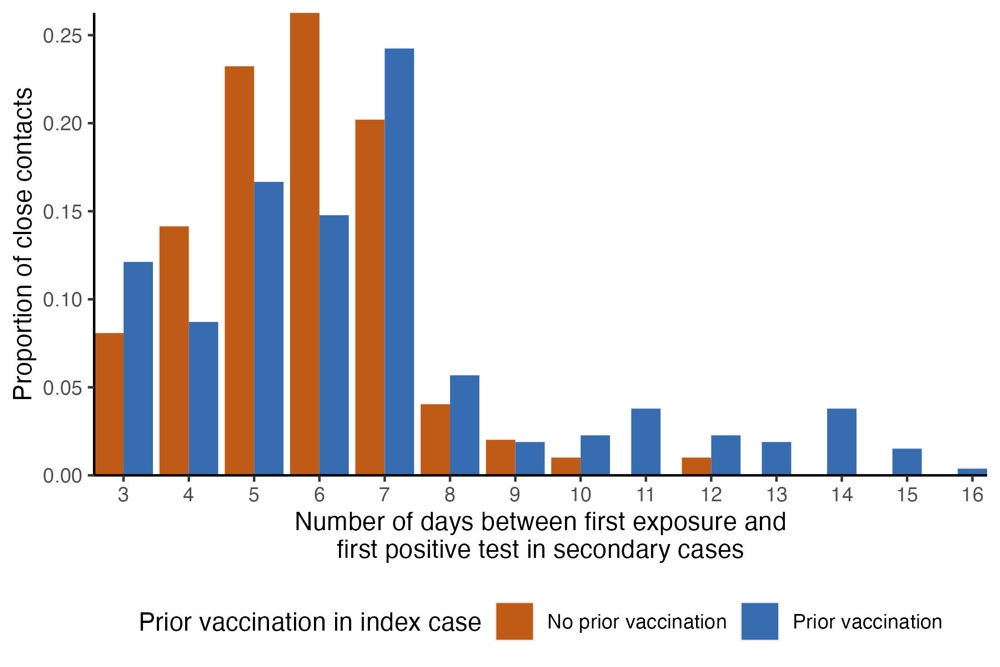 Proportion of close contacts
0.25
0.20
0.15
0.10
0.05
0.00
3 4 5 6 7 8 9 10 11 12 13 14 15 16
Number of days between first exposure and
first positive test in secondary cases
Prior vaccination in index case No prior vaccination Prior vaccination